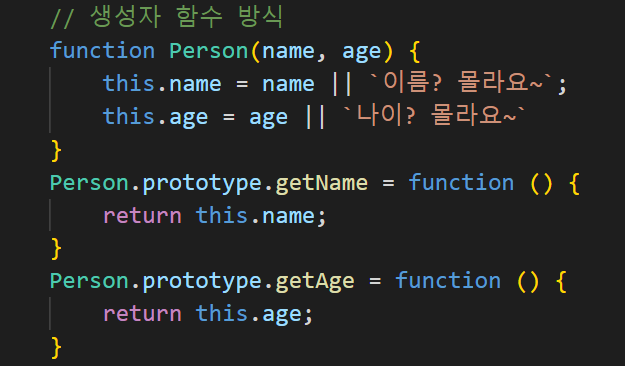 // 생성자 함수 방식
function Person(name, age) {
    this.name = name || `이름? 몰라요~`;
    this.age = age || `나이? 몰라요~`
}
Person.prototype.getName = function () {
    return this.name;
}
Person.prototype.getAge = function () {
    return this.age;
}